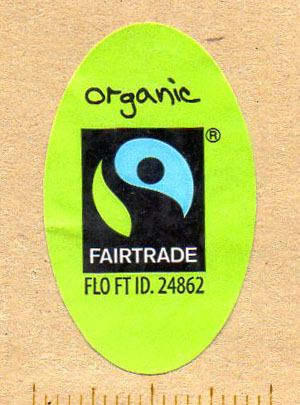 organic
®
FAIRTRADE
FLO FT ID. 24862